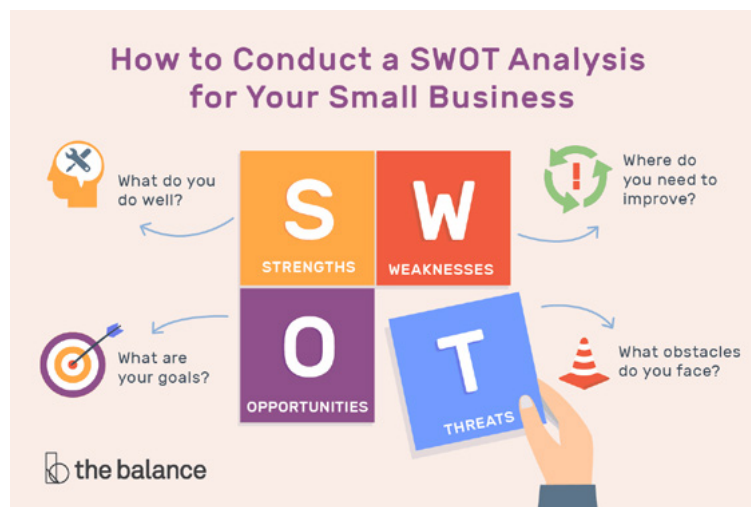 How to Conduct a SWOT Analysis
for Your Small Business
What do you
do well?
S
STRENGTHS
W
WEAKNESSES
Where do
you need to
improve?
What are
your goals?
O
OPPORTUNITIES
T
THREATS
What obstacles
do you face?
the balance